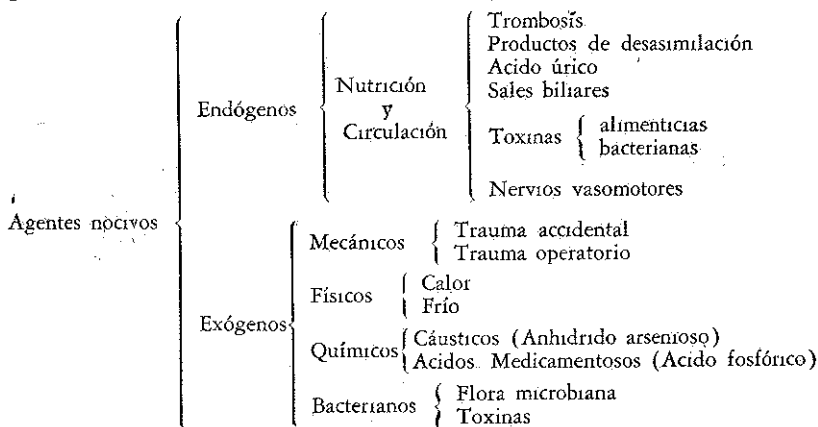 Trombosis
Productos de desasimilación
Acido úrico
Sales biliares
Nutrición
y
Circulación
Endógenos
Toxinas
alimenticias
bacterianas
Nervios vasomotores
Agentes nocivos
Mecánicos
Trauma accidental
Trauma operatorio
Físicos
Calor
Frío
Exógenos
Químicos
Cáusticos (Anhidrido arsenioso)
Acidos Medicamentosos (Acido fosfórico)
Bacterianos
Flora microbiana
Toxinas